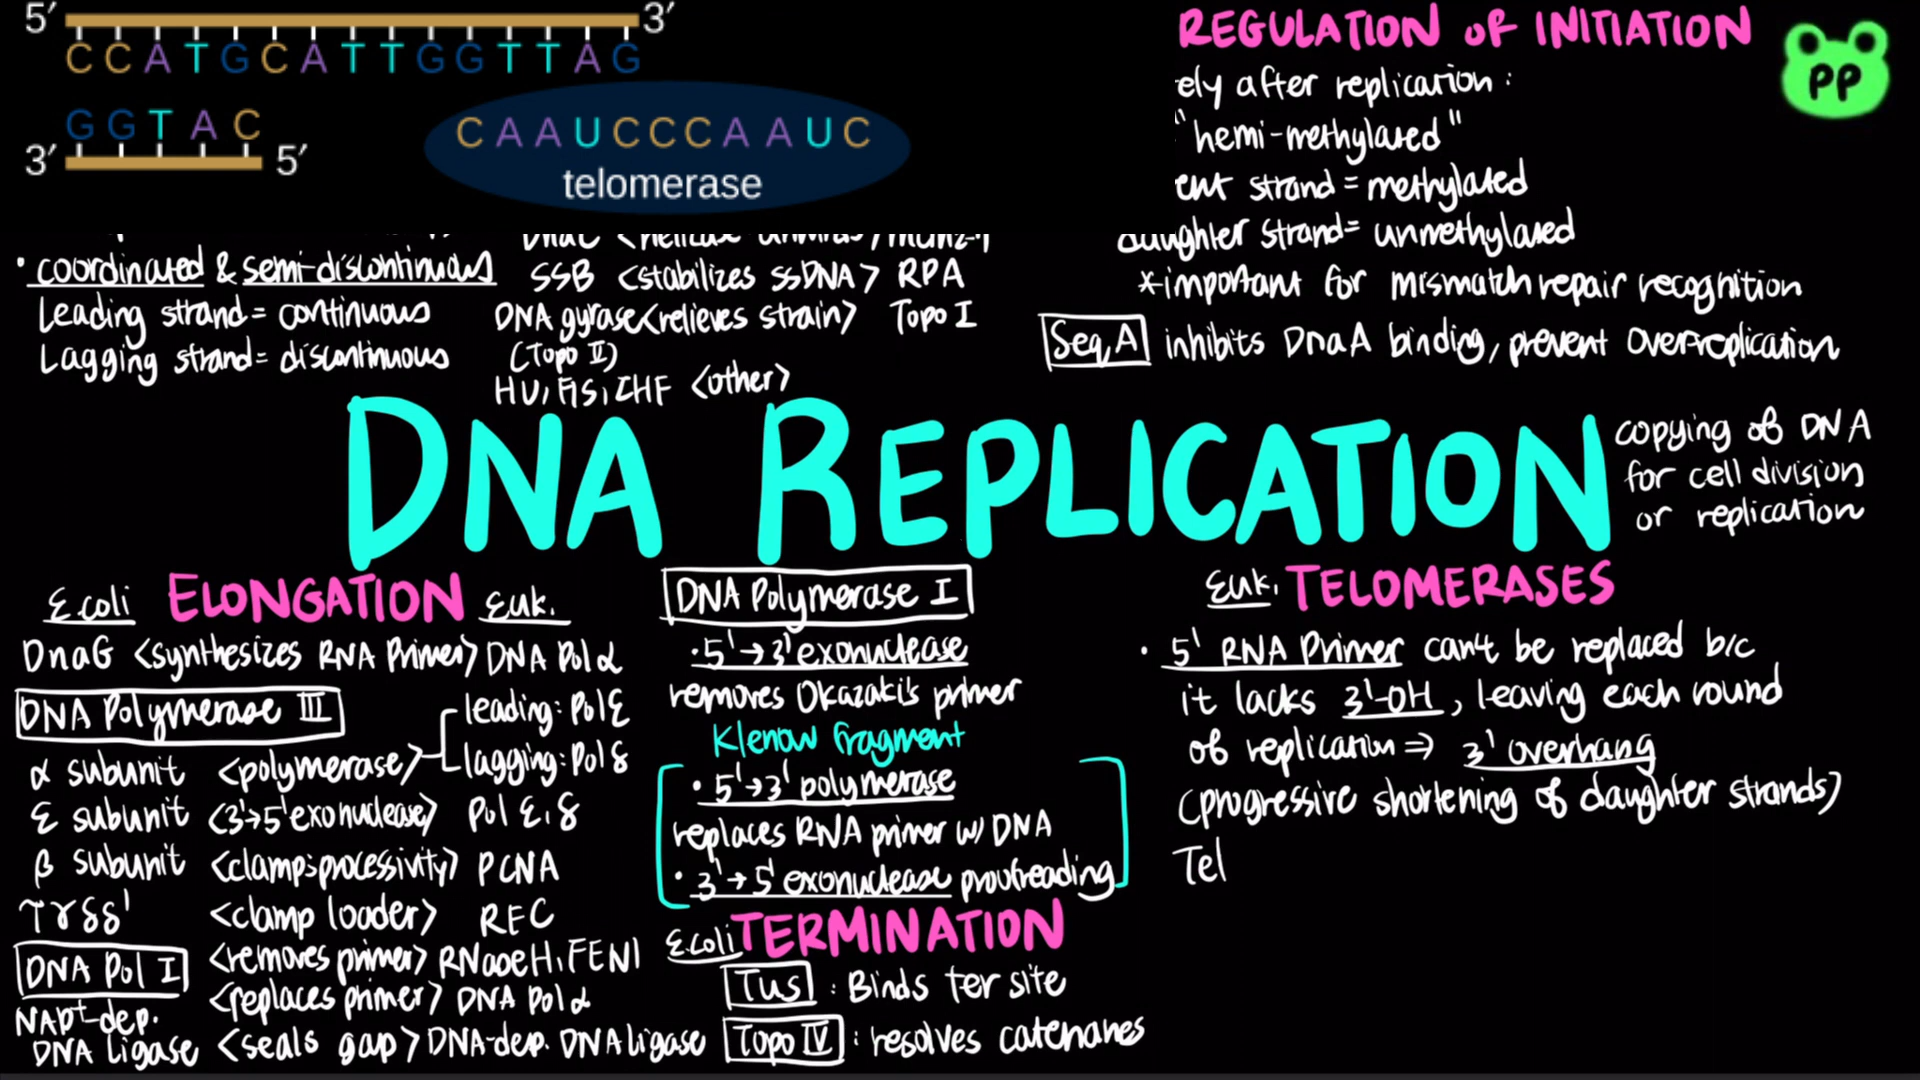 5′ 3′
CCATGCATTGGTTAG
GGTAC
3′ 5′
CAAUCCCAAUC
telomerase
REGULATION OF INITIATION
PP
ely after replication:
"hemi-methylated"
ent strand = methylated
daughter strand = unmethylated
*important for mismatch repair recognition
SeqA inhibits DnaA binding, prevent overreplication
• coordinated & semi-discontinuous
Leading strand = continuous
Lagging strand = discontinuous
DnaC <helicase unwinds> mcm2-7
SSB <stabilizes ssDNA> RPA
DNA gyrase <relieves strain> Topo I
(Topo II)
HU, FIS, IHF <other>
DNA REPLICATION
copying of DNA
for cell division
or replication
E.coli ELONGATION Euk.
DnaG <synthesizes RNA Primer> DNA Pol α
DNA Polymerase III
leading: Pol ε
lagging: Pol δ
α subunit <polymerase>
ε subunit <3'→5' exonuclease> Pol ε, δ
β subunit <clamp: processivity> PCNA
τγδδ' <clamp loader> RFC
DNA Pol I <removes primer> RNaseH, FEN1
<replaces primer> DNA Pol α
NAD+-dep.
DNA ligase <seals gap> DNA-dep. DNA ligase
DNA Polymerase I
• 5'→3' exonuclease
removes Okazaki's primer
Klenow fragment
• 5'→3' polymerase
replaces RNA primer w/ DNA
• 3'→5' exonuclease proofreading
E.coli TERMINATION
Tus : Binds ter site
Topo IV : resolves catenanes
Euk. TELOMERASES
• 5' RNA Primer can't be replaced b/c
it lacks 3'-OH, leaving each round
of replication ⇒ 3' overhang
(progressive shortening of daughter strands)
Tel